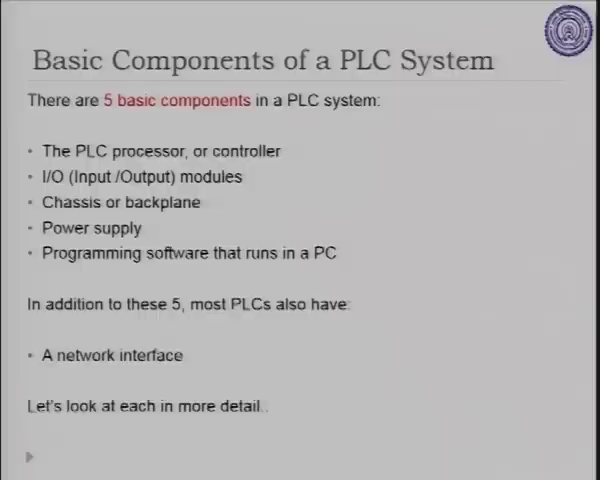 Basic Components of a PLC System
There are 5 basic components in a PLC system:
• The PLC processor, or controller
• I/O (Input /Output) modules
• Chassis or backplane
• Power supply
• Programming software that runs in a PC
In addition to these 5, most PLCs also have:
• A network interface
Let's look at each in more detail..